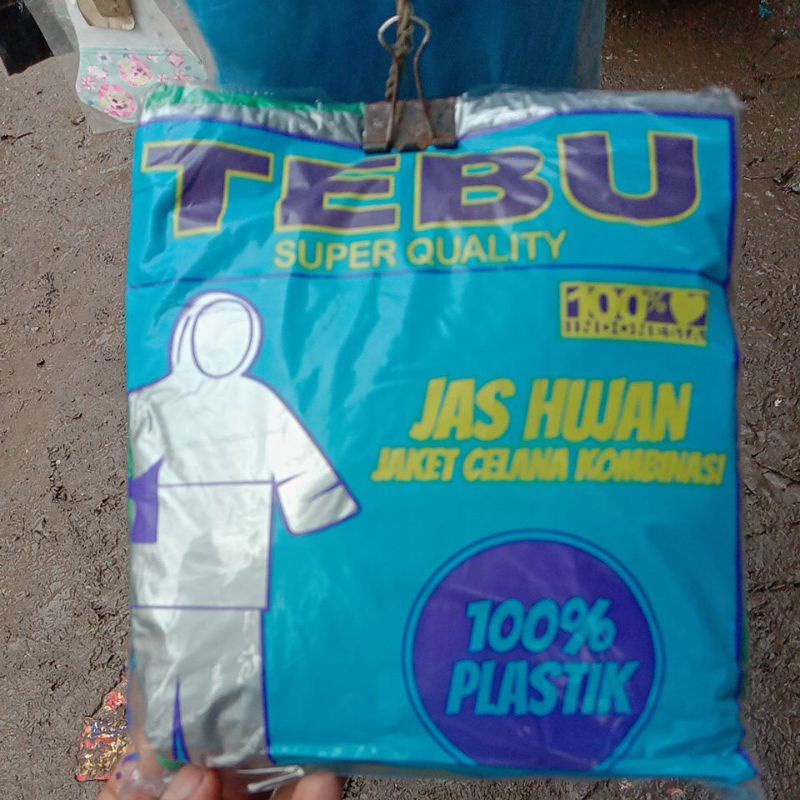 TEBU
SUPER QUALITY
100%
INDONESIA
JAS HUJAN
JAKET CELANA KOMBINASI
100%
PLASTIK